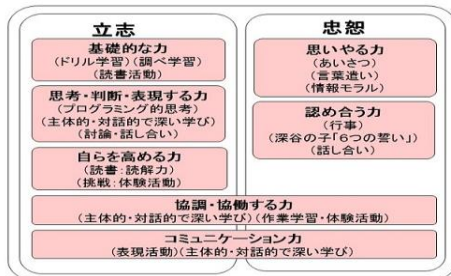 立志
基礎的な力
(ドリル学習)(調べ学習)
(読書活動)
思考・判断・表現する力
(プログラミング的思考)
(主体的・対話的で深い学び)
(討論・話し合い)
自らを高める力
(読書:読解力)
(挑戦:体験活動)
忠恕
思いやる力
(あいさつ)
(言葉遣い)
(情報モラル)
認め合う力
(行事)
(深谷の子「6つの誓い」)
(話し合い)
協調・協働する力
(主体的・対話的で深い学び)(作業学習・体験活動)
コミュニケーション力
(表現活動)(主体的・対話的で深い学び)